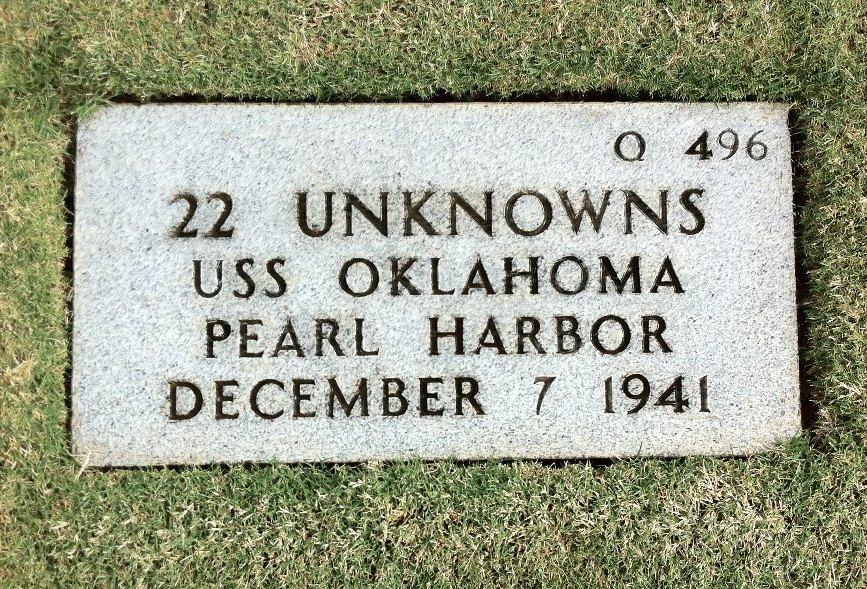 Q 496
22 UNKNOWNS
USS OKLAHOMA
PEARL HARBOR
DECEMBER 7 1941